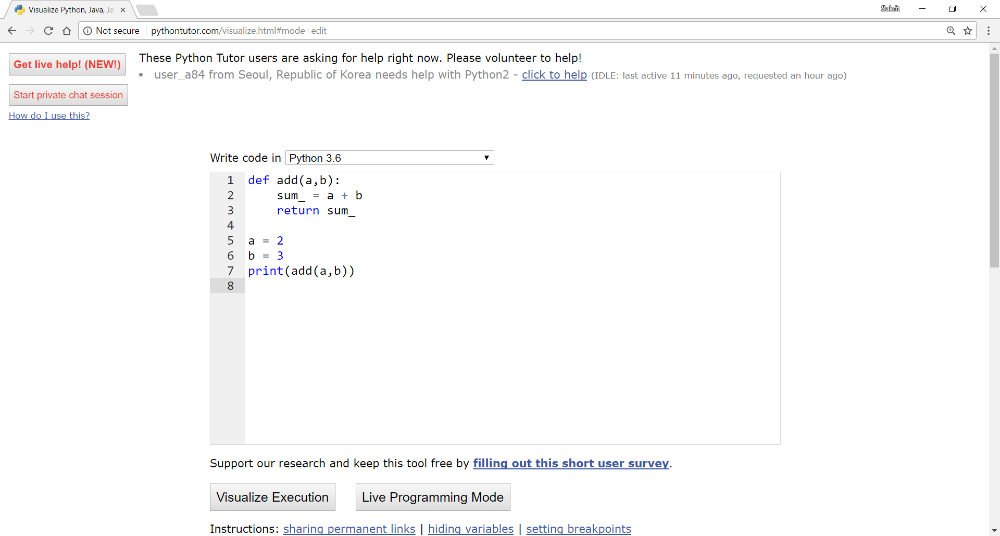 Visualize Python, Java, Ja
Sukrit
Not secure pythontutor.com/visualize.html#mode=edit
Get live help! (NEW!)
These Python Tutor users are asking for help right now. Please volunteer to help!
• user_a84 from Seoul, Republic of Korea needs help with Python2 - click to help (IDLE: last active 11 minutes ago, requested an hour ago)
Start private chat session
How do I use this?
Write code in Python 3.6
1 def add(a,b):
2     sum_ = a + b
3     return sum_
4
5 a = 2
6 b = 3
7 print(add(a,b))
8
Support our research and keep this tool free by filling out this short user survey.
Visualize Execution Live Programming Mode
Instructions: sharing permanent links | hiding variables | setting breakpoints